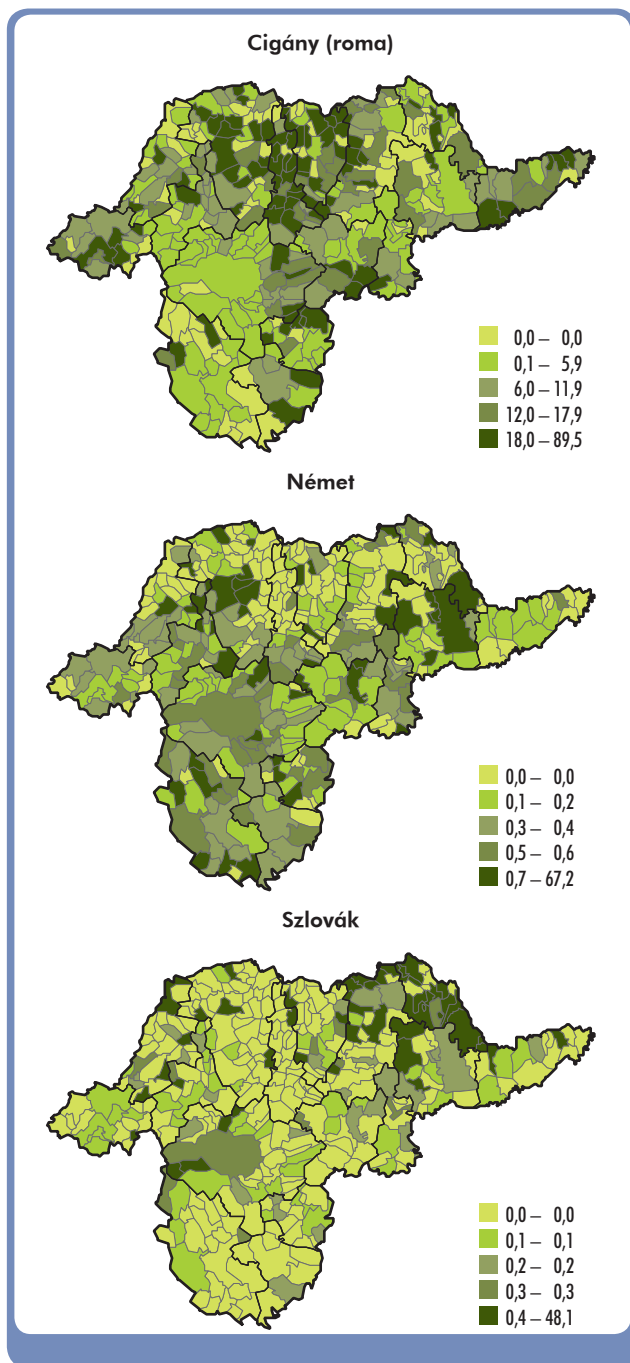 Cigány (roma)
0,0 – 0,0
0,1 – 5,9
6,0 – 11,9
12,0 – 17,9
18,0 – 89,5
Német
0,0 – 0,0
0,1 – 0,2
0,3 – 0,4
0,5 – 0,6
0,7 – 67,2
Szlovák
0,0 – 0,0
0,1 – 0,1
0,2 – 0,2
0,3 – 0,3
0,4 – 48,1